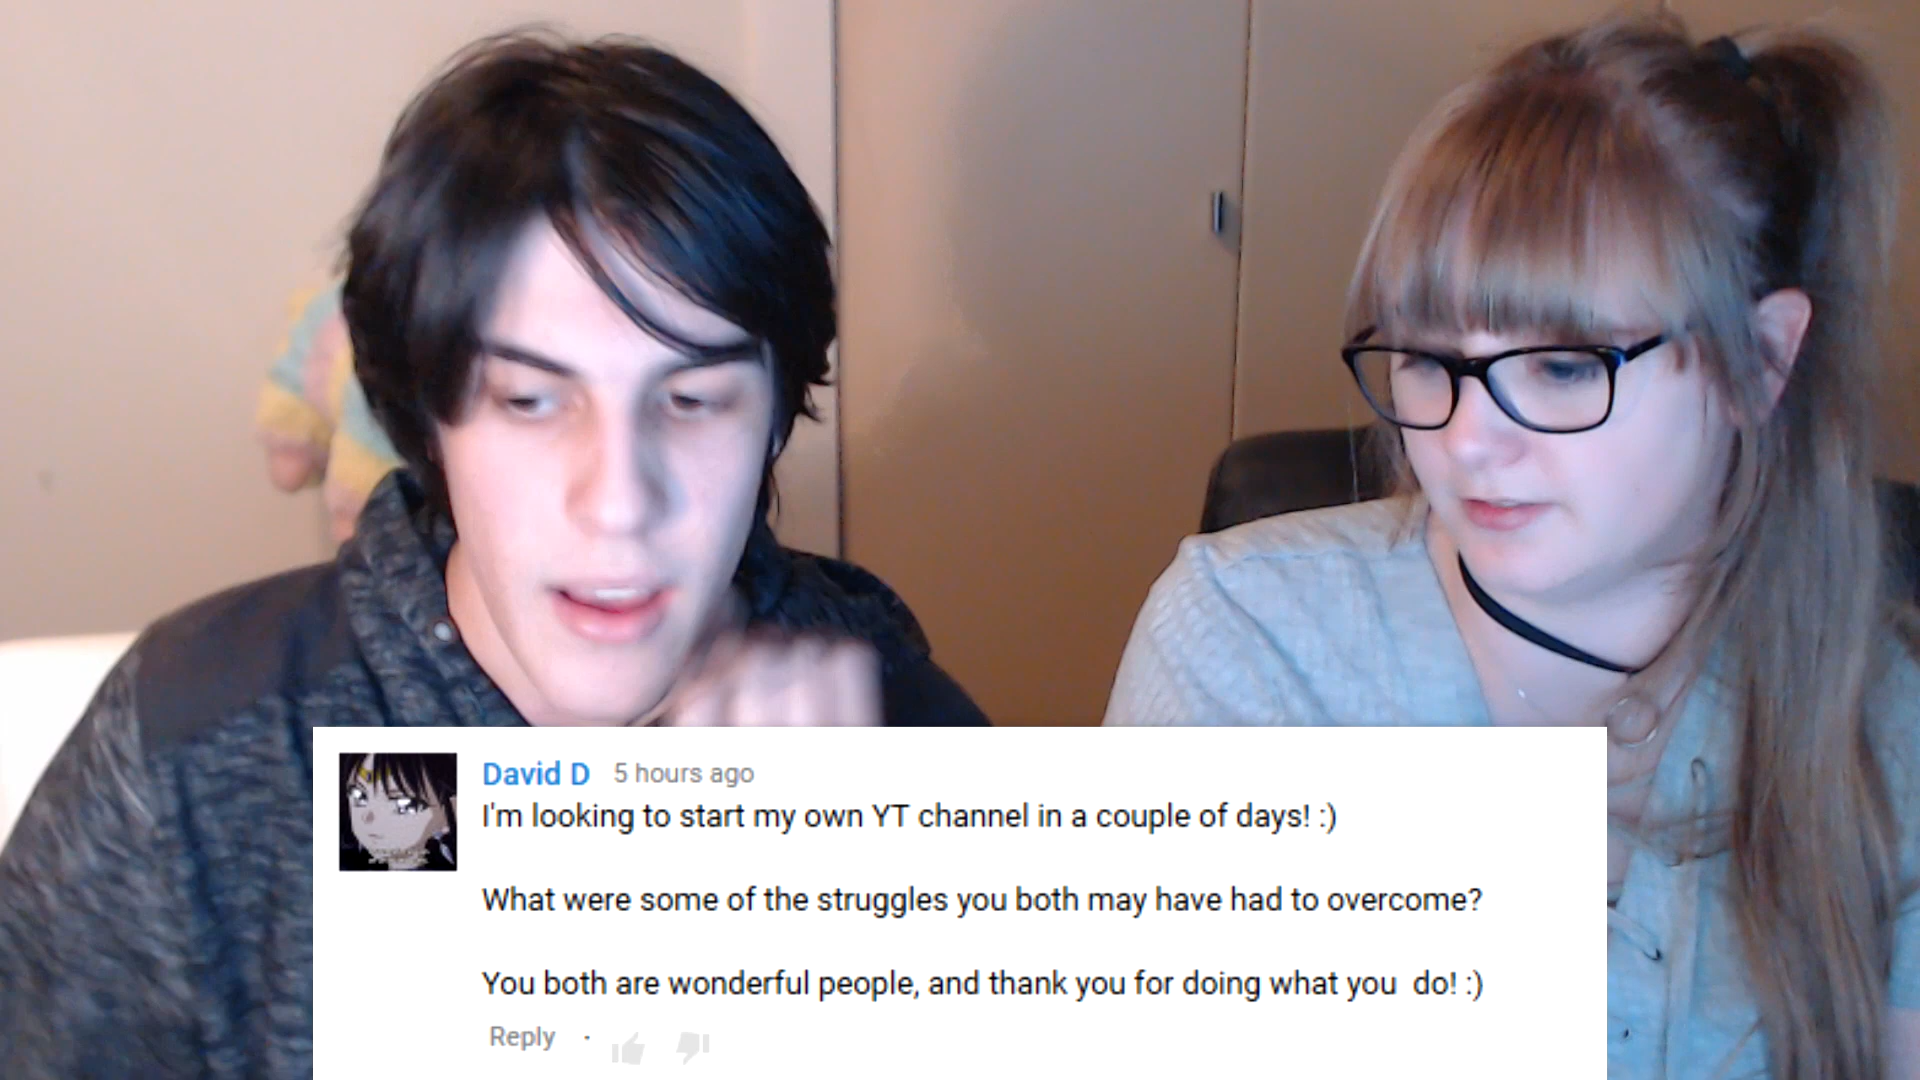 David D 5 hours ago
I'm looking to start my own YT channel in a couple of days! :)
What were some of the struggles you both may have had to overcome?
You both are wonderful people, and thank you for doing what you do! :)
Reply